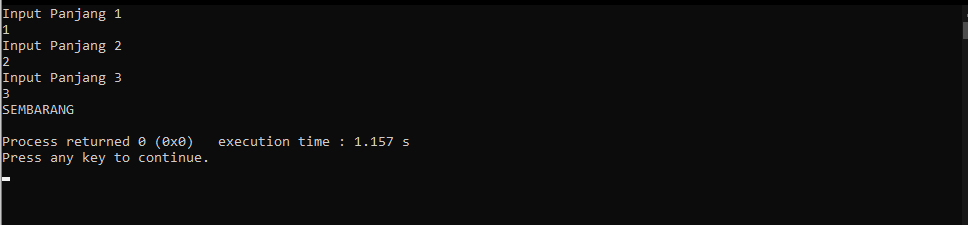 Input Panjang 1
1
Input Panjang 2
2
Input Panjang 3
3
SEMBARANG
Process returned 0 (0x0)   execution time : 1.157 s
Press any key to continue.